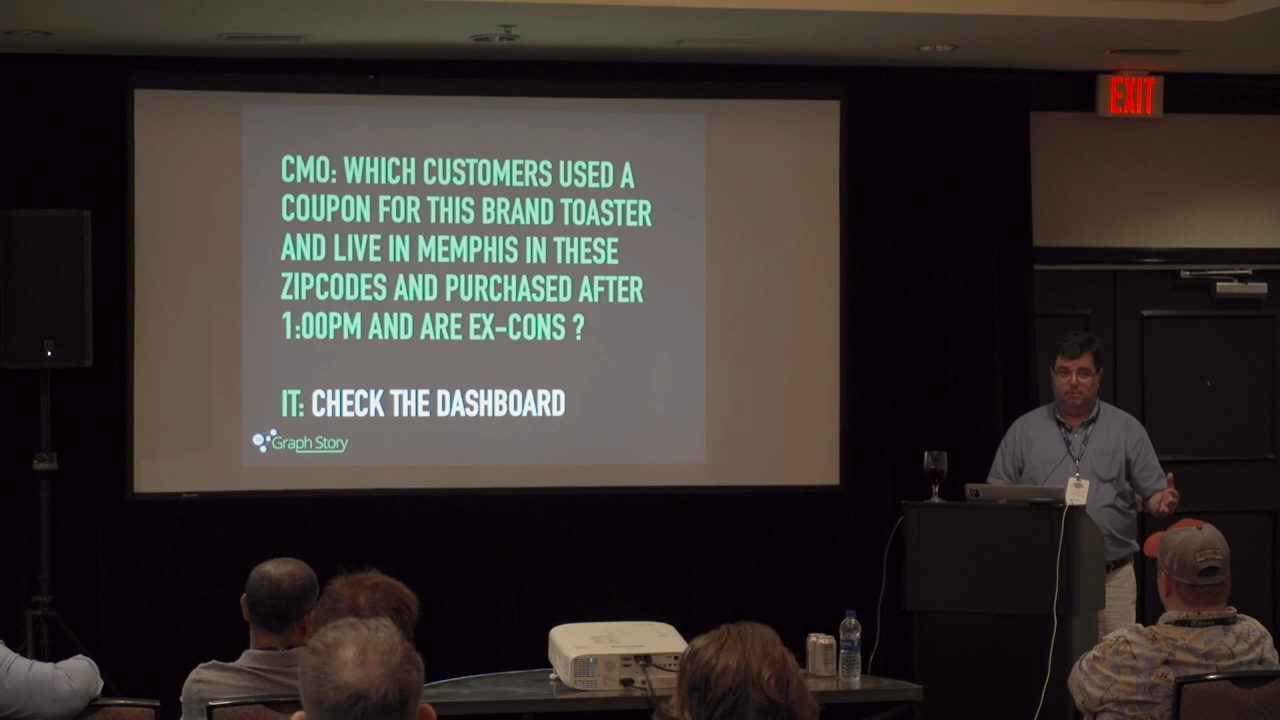 CMO: WHICH CUSTOMERS USED A
COUPON FOR THIS BRAND TOASTER
AND LIVE IN MEMPHIS IN THESE
ZIPCODES AND PURCHASED AFTER
1:00PM AND ARE EX-CONS ?
IT: CHECK THE DASHBOARD
Graph Story
EXIT